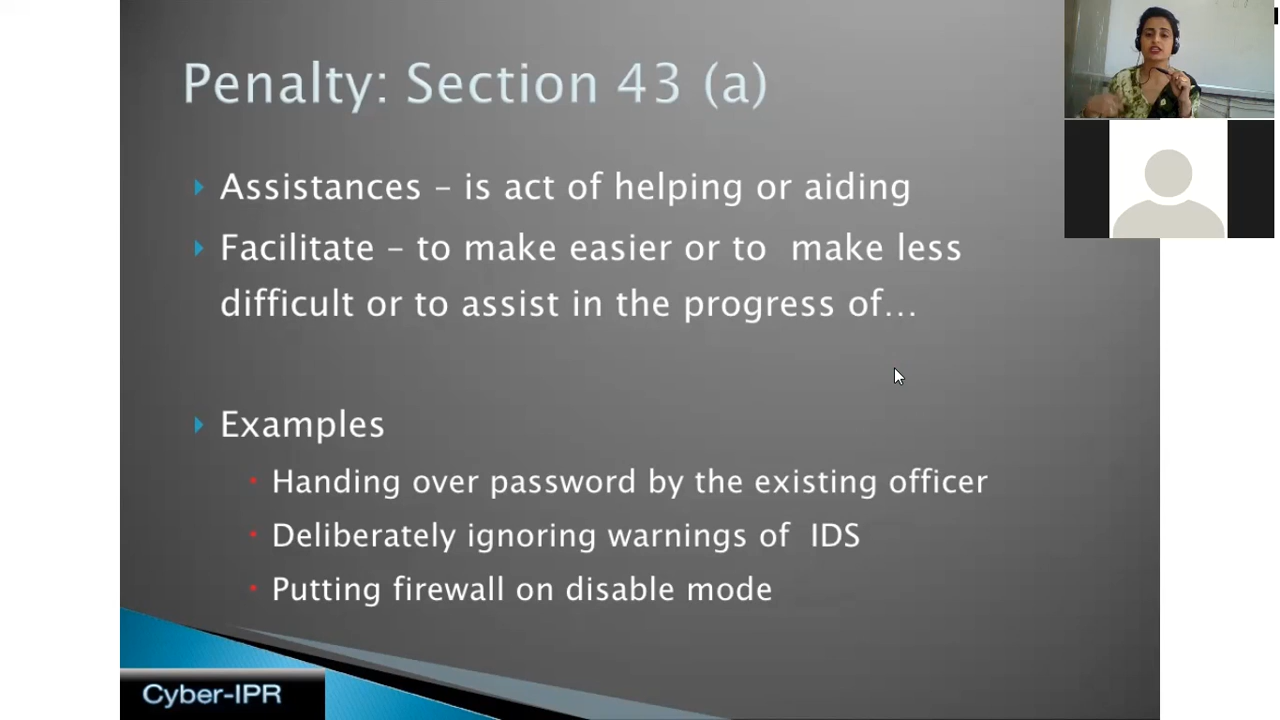 Penalty: Section 43 (a)
Assistances – is act of helping or aiding
Facilitate – to make easier or to make less
difficult or to assist in the progress of...
Examples
Handing over password by the existing officer
Deliberately ignoring warnings of IDS
Putting firewall on disable mode
Cyber-IPR